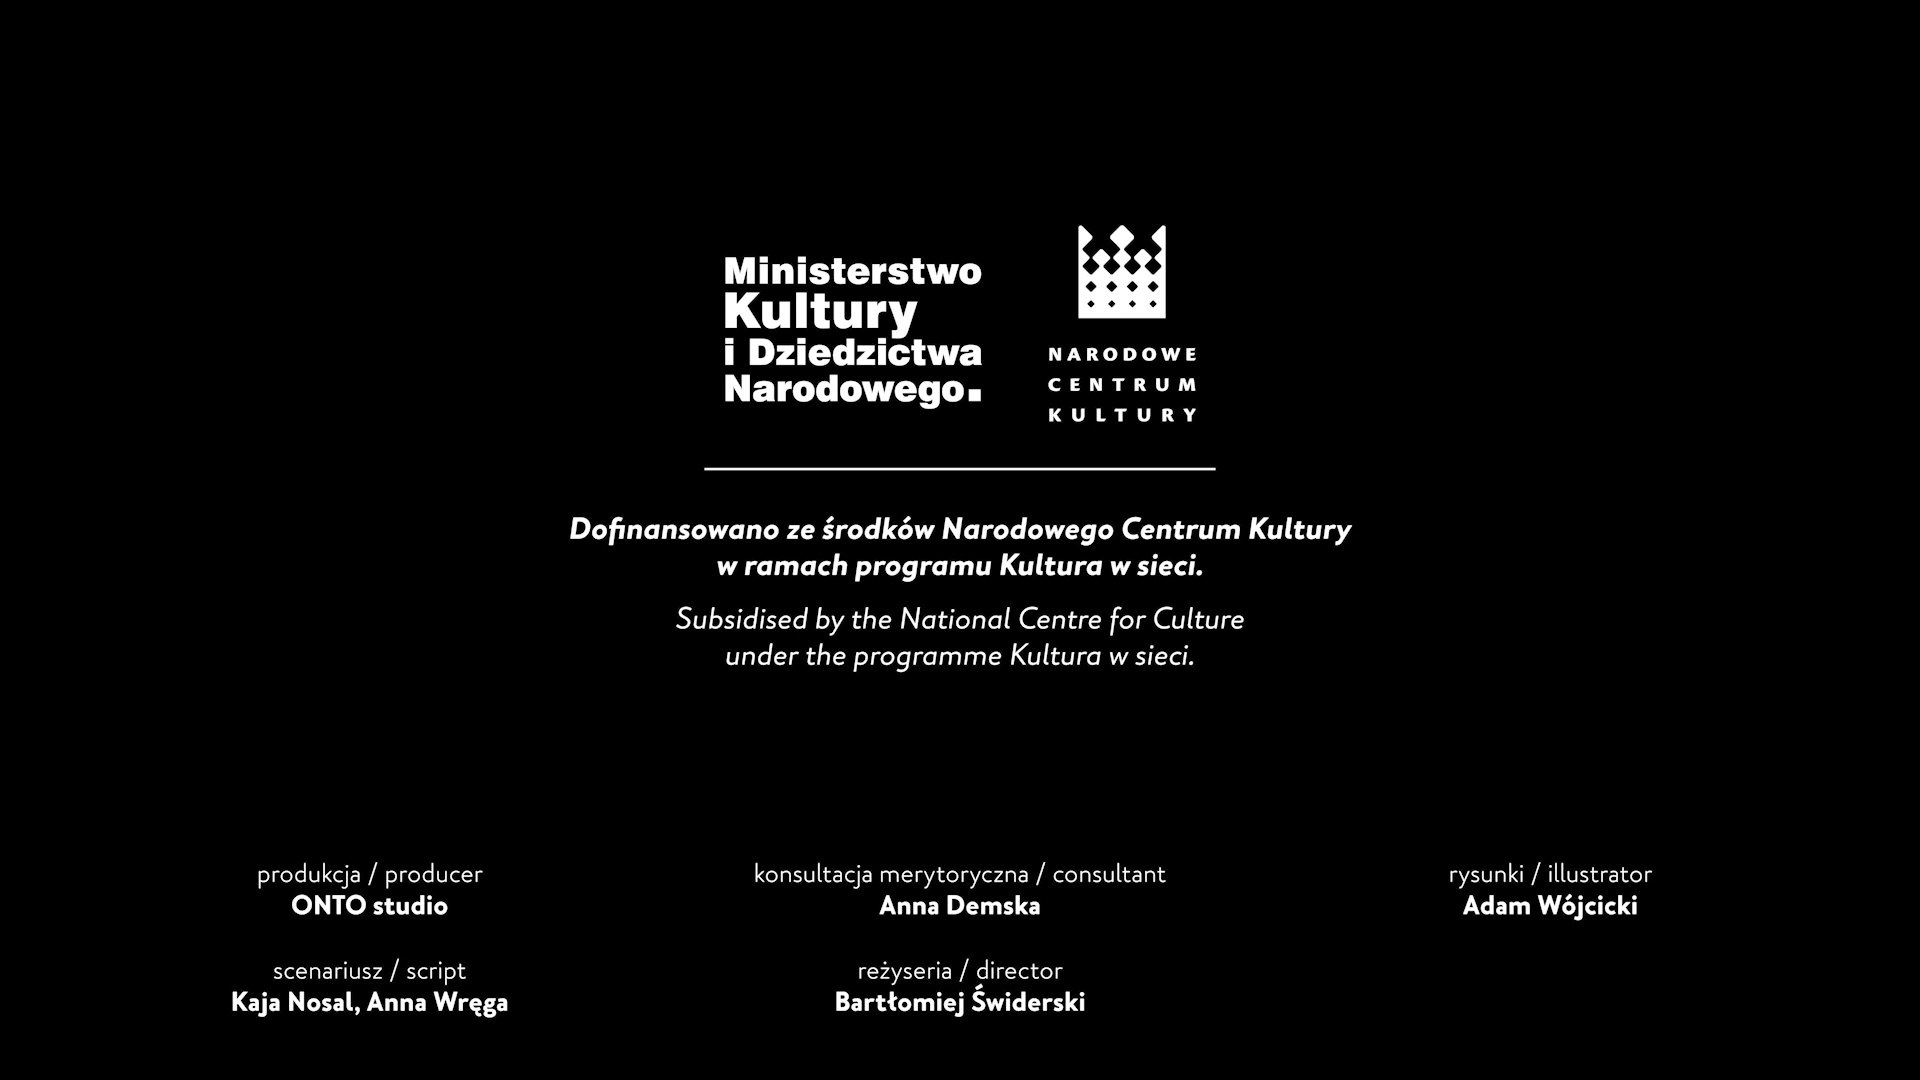 Ministerstwo
Kultury
i Dziedzictwa
Narodowego.
NARODOWE
CENTRUM
KULTURY
Dofinansowano ze środków Narodowego Centrum Kultury
w ramach programu Kultura w sieci.
Subsidised by the National Centre for Culture
under the programme Kultura w sieci.
produkcja / producer
ONTO studio
konsultacja merytoryczna / consultant
Anna Demska
rysunki / illustrator
Adam Wójcicki
scenariusz / script
Kaja Nosal, Anna Wręga
reżyseria / director
Bartłomiej Świderski